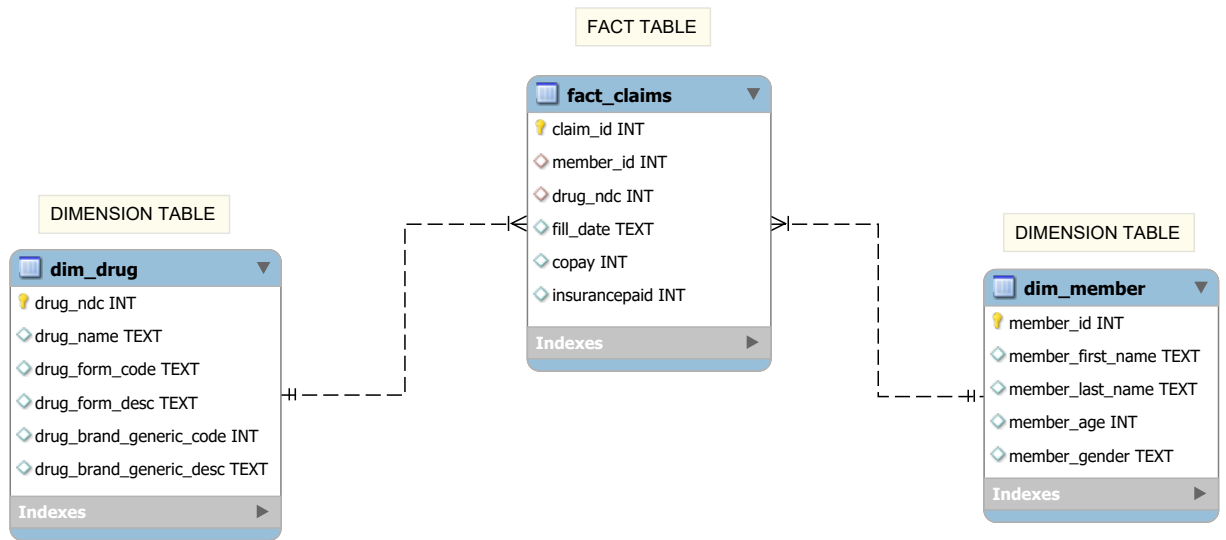 FACT TABLE
fact_claims
claim_id INT
member_id INT
drug_ndc INT
fill_date TEXT
copay INT
insurancepaid INT
Indexes
DIMENSION TABLE
dim_drug
drug_ndc INT
drug_name TEXT
drug_form_code TEXT
drug_form_desc TEXT
drug_brand_generic_code INT
drug_brand_generic_desc TEXT
Indexes
DIMENSION TABLE
dim_member
member_id INT
member_first_name TEXT
member_last_name TEXT
member_age INT
member_gender TEXT
Indexes